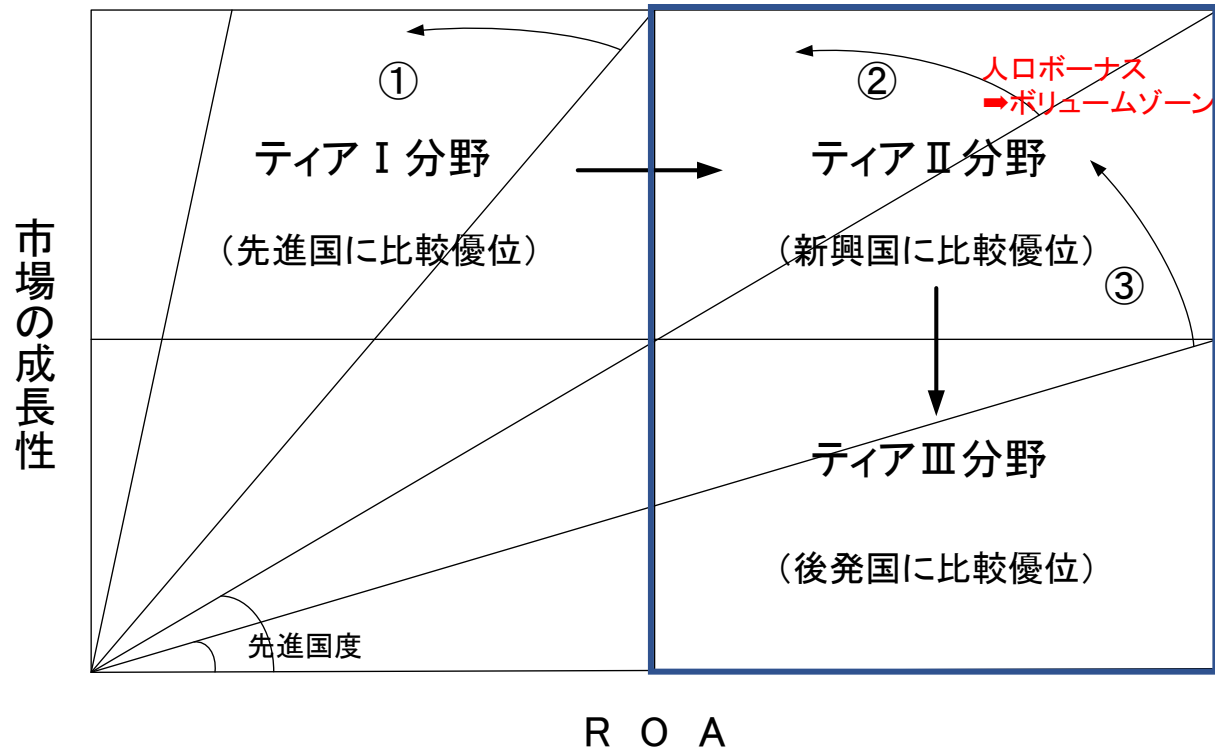 ①
②
人口ボーナス
➡ボリュームゾーン
ティアⅠ分野
ティアⅡ分野
（先進国に比較優位）
（新興国に比較優位）
③
市場の成長性
ティアⅢ分野
（後発国に比較優位）
先進国度
ＲＯＡ